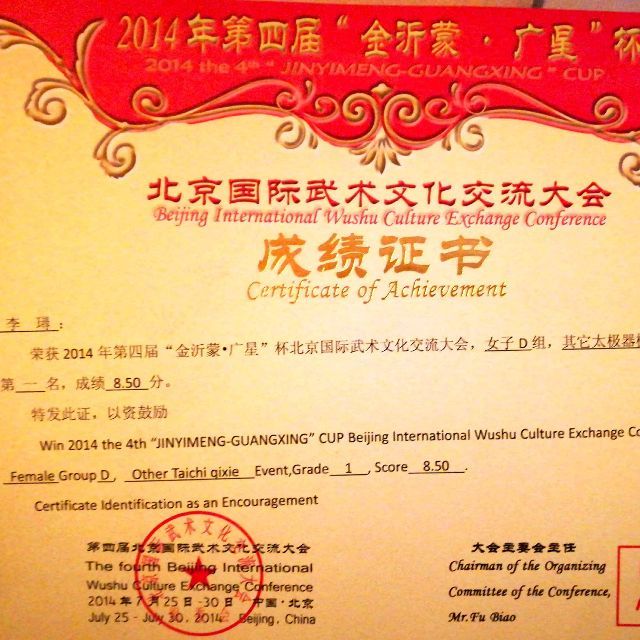 2014年第四届“金沂蒙·广星”杯
2014 the 4th “JINYIMENG-GUANGXING” CUP
北京国际武术文化交流大会
Beijing International Wushu Culture Exchange Conference
成绩证书
Certificate of Achievement
李 璕：
荣获 2014 年第四届“金沂蒙•广星”杯北京国际武术文化交流大会，女子 D 组，其它太极器械
第 一 名，成绩 8.50 分。
特发此证，以资鼓励
Win 2014 the 4th “JINYIMENG-GUANGXING” CUP Beijing International Wushu Culture Exchange Co
Female Group D , Other Taichi qixie Event,Grade 1 , Score 8.50 .
Certificate Identification as an Encouragement
第四届北京国际武术文化交流大会
The fourth Beijing International
Wushu Culture Exchange Conference
2014 年 7 月 25 日 -30 日 中国·北京
July 25 - July 30, 2014 Beijing, China
大会主委会主任
Chairman of the Organizing
Committee of the Conference,
Mr.Fu Biao